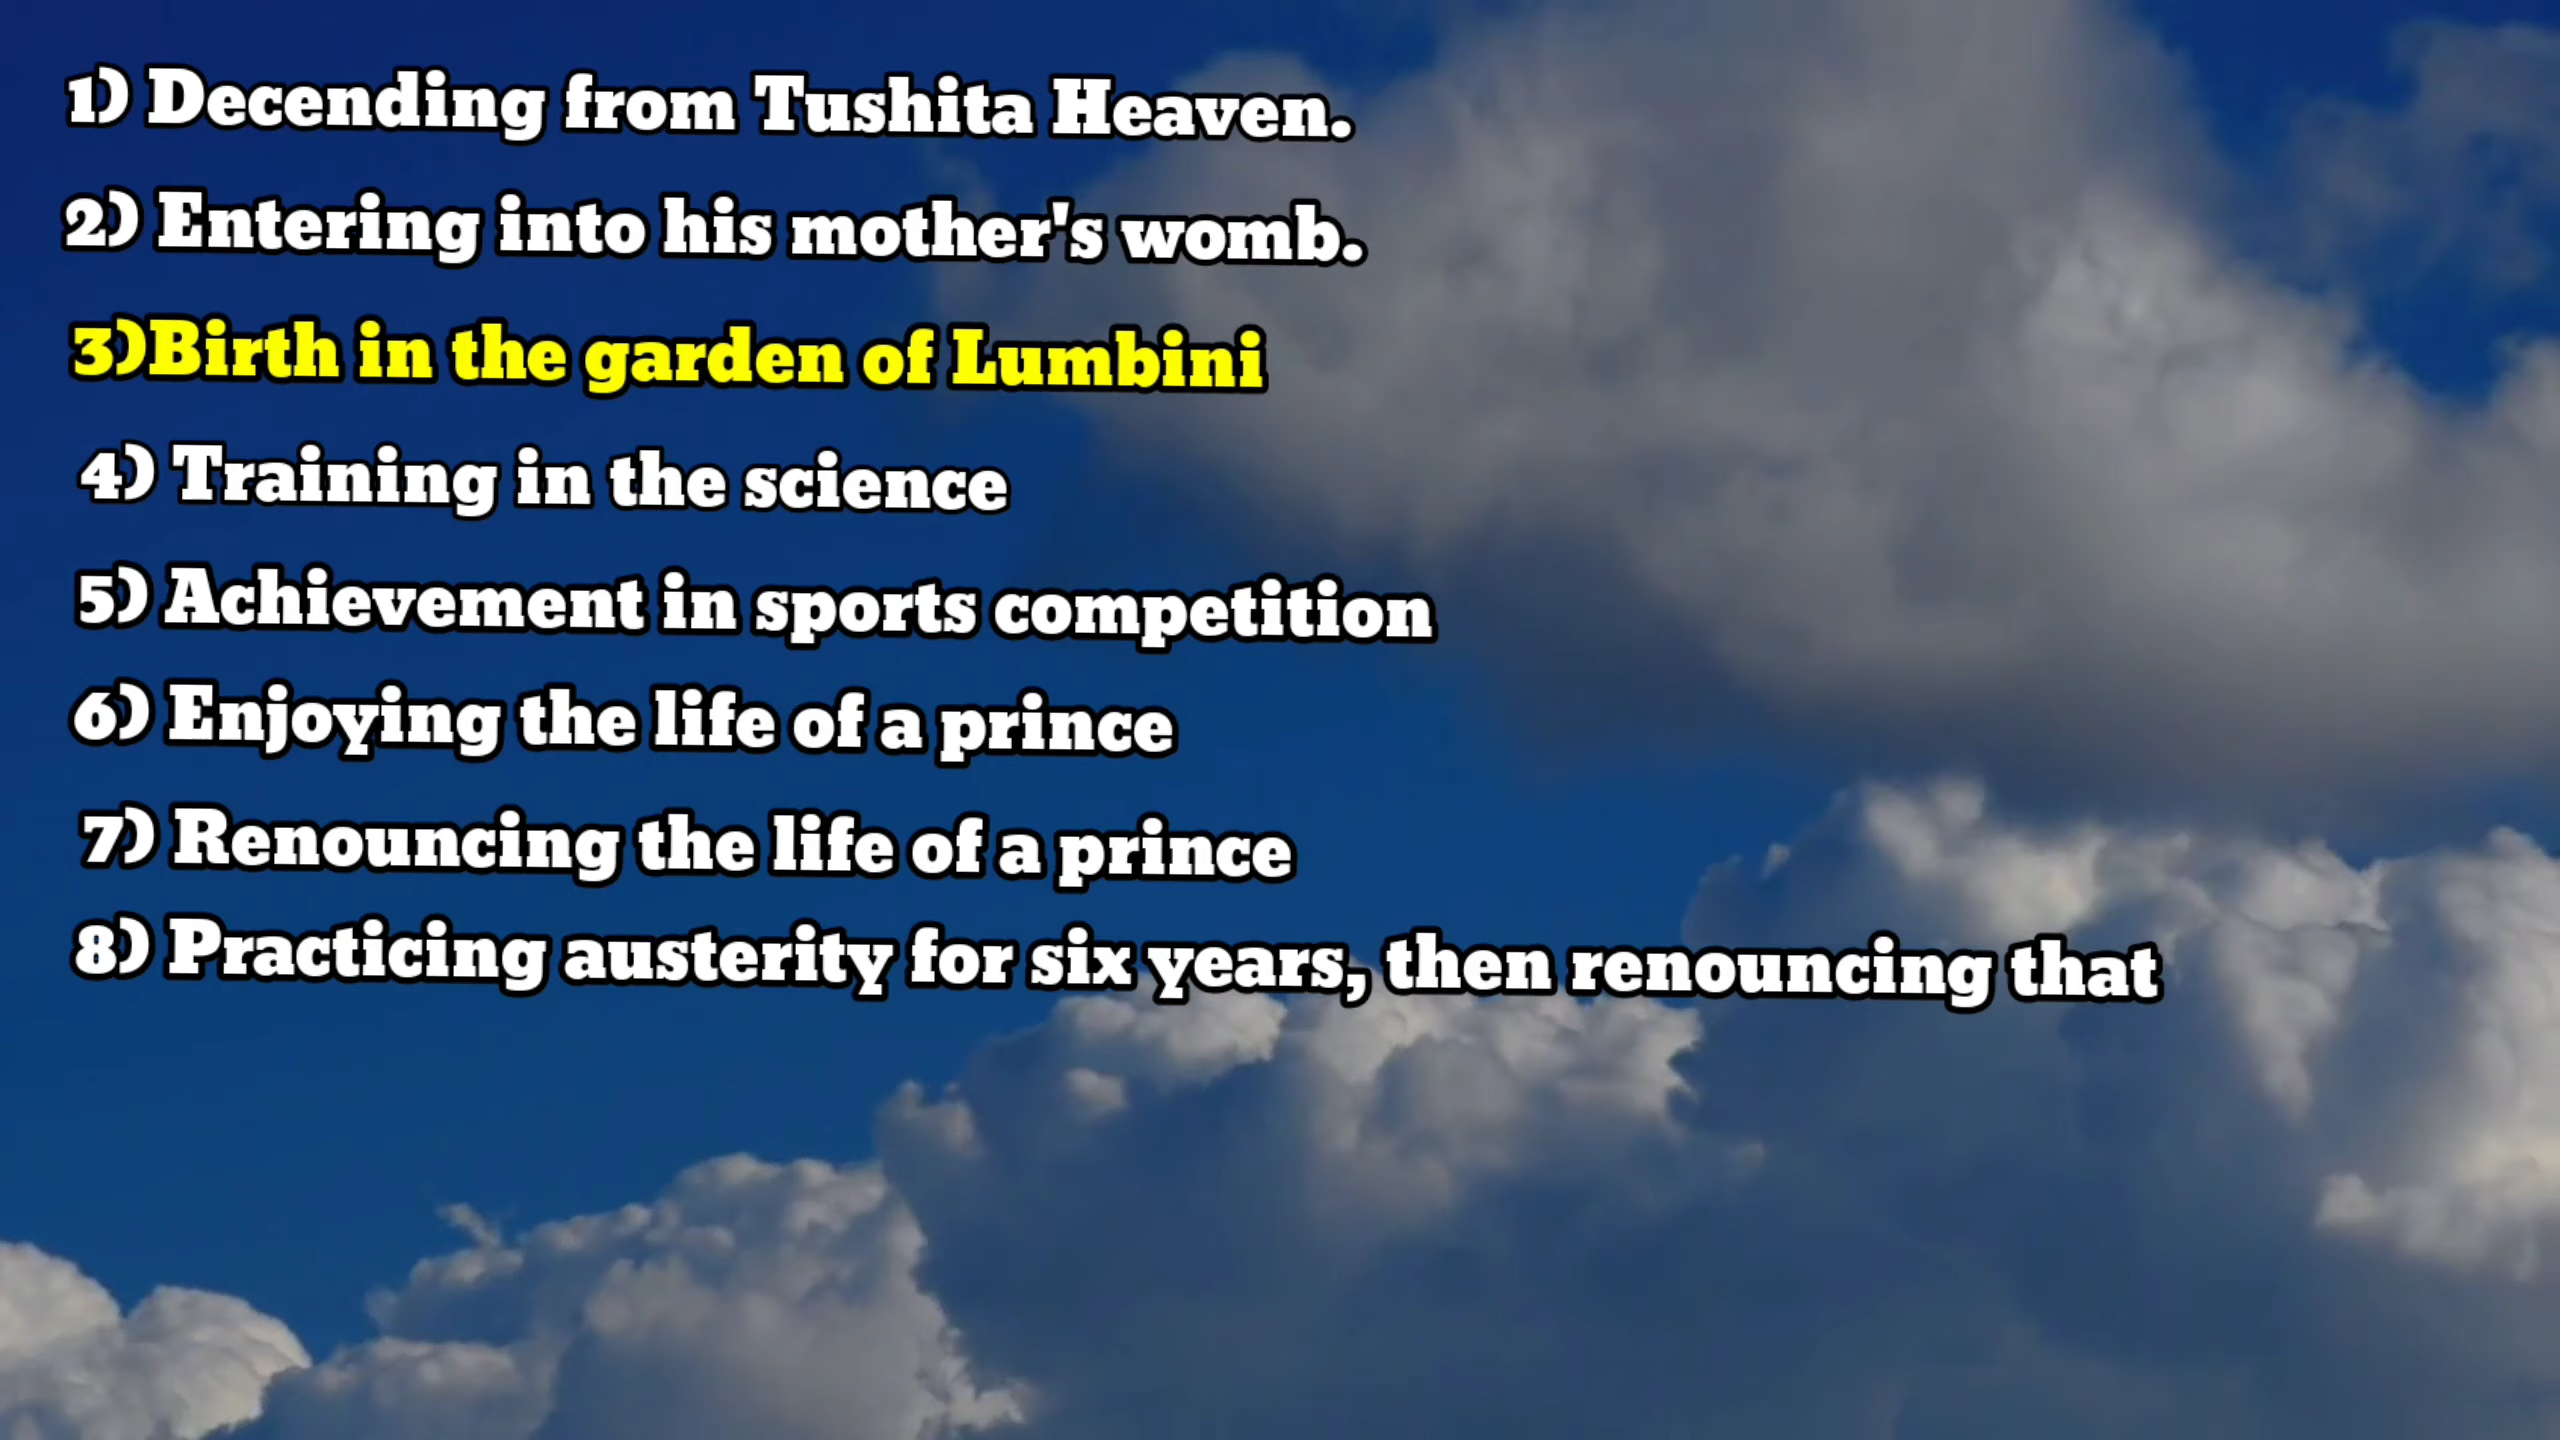 1) Decending from Tushita Heaven.
2) Entering into his mother's womb.
3)Birth in the garden of Lumbini
4) Training in the science
5) Achievement in sports competition
6) Enjoying the life of a prince
7) Renouncing the life of a prince
8) Practicing austerity for six years, then renouncing that